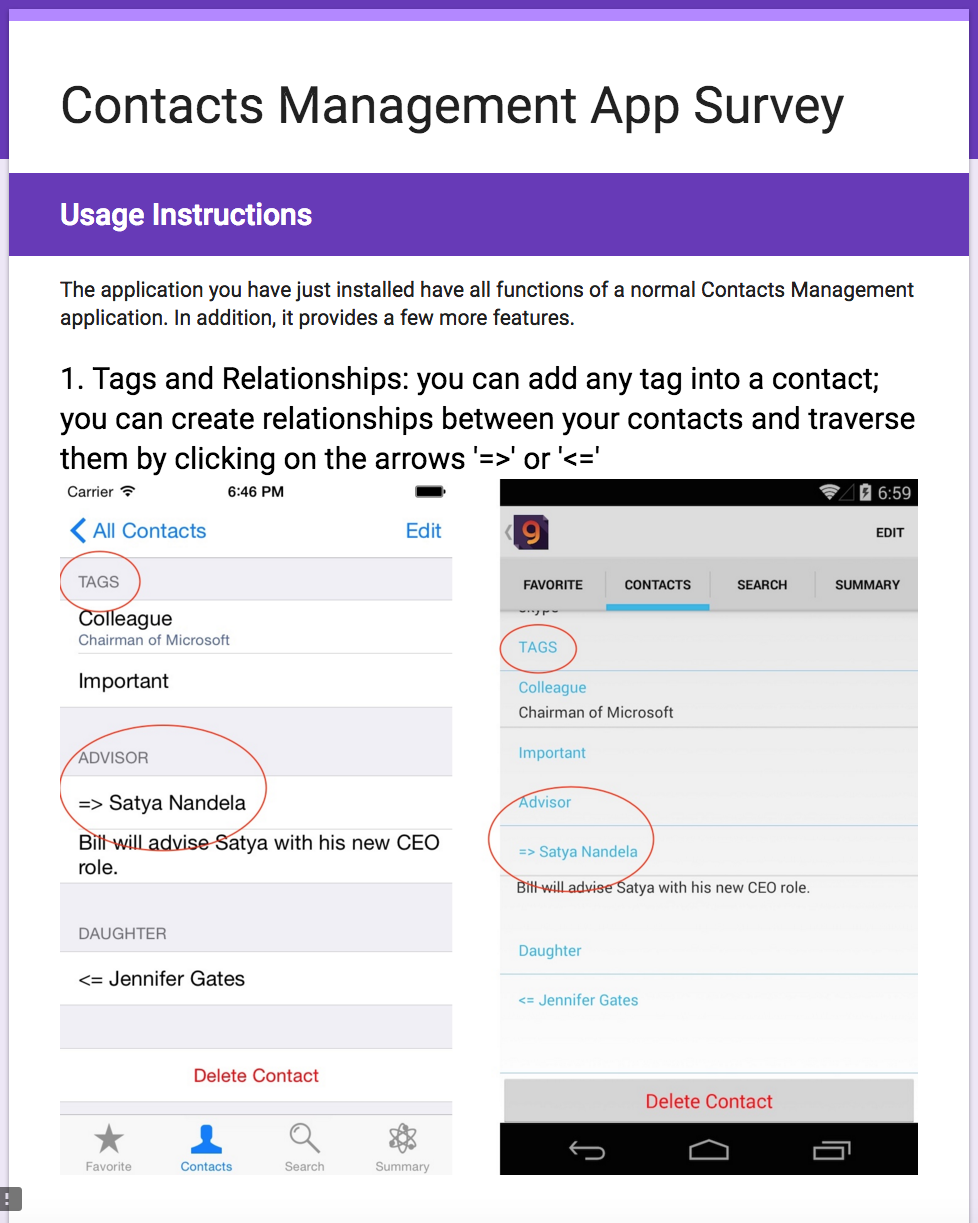 Contacts Management App Survey
Usage Instructions
The application you have just installed have all functions of a normal Contacts Management
application. In addition, it provides a few more features.
1. Tags and Relationships: you can add any tag into a contact;
you can create relationships between your contacts and traverse
them by clicking on the arrows '=>' or '<='
Carrier 6:46 PM
All Contacts Edit
TAGS
Colleague
Chairman of Microsoft
Important
ADVISOR
=> Satya Nandela
Bill will advise Satya with his new CEO
role.
DAUGHTER
<= Jennifer Gates
Delete Contact
Favorite Contacts Search Summary
6:59
9 EDIT
FAVORITE CONTACTS SEARCH SUMMARY
Skype
TAGS
Colleague
Chairman of Microsoft
Important
Advisor
=> Satya Nandela
Bill will advise Satya with his new CEO role.
Daughter
<= Jennifer Gates
Delete Contact